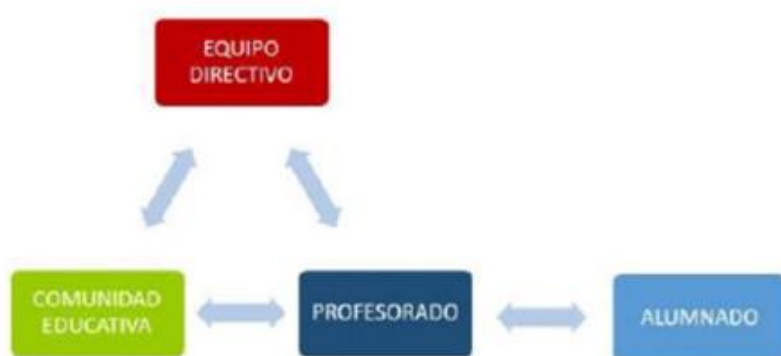 EQUIPO
DIRECTIVO
COMUNIDAD
EDUCATIVA
PROFESORADO
ALUMNADO